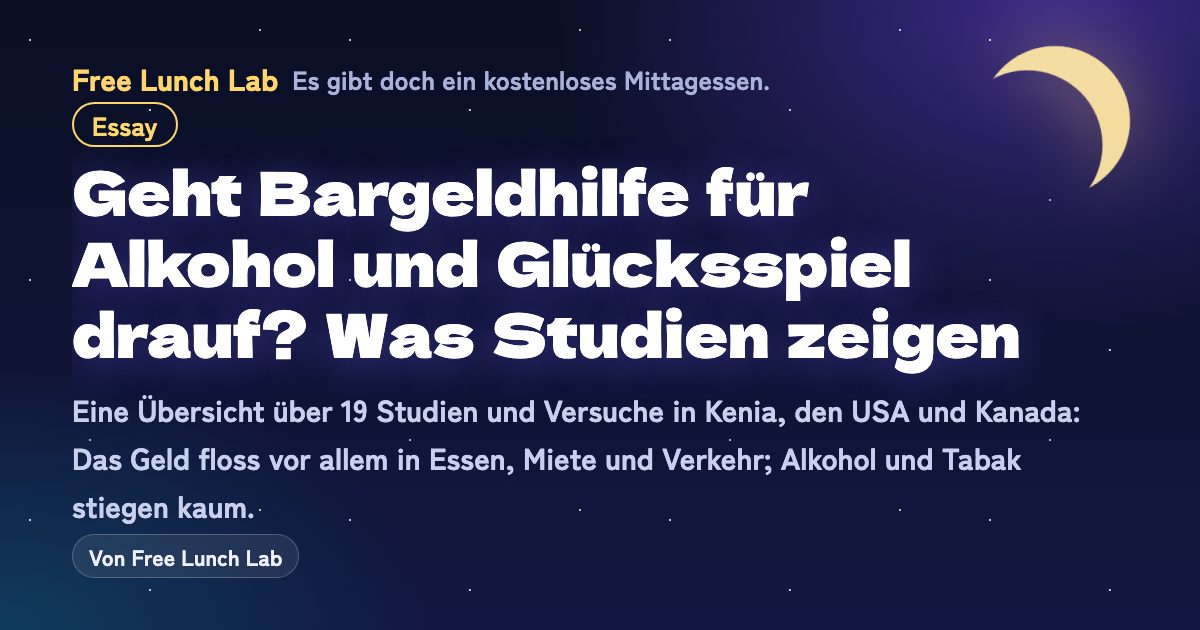 Free Lunch Lab Es gibt doch ein kostenloses Mittagessen.
Essay
Geht Bargeldhilfe für
Alkohol und Glücksspiel
drauf? Was Studien zeigen
Eine Übersicht über 19 Studien und Versuche in Kenia, den USA und Kanada:
Das Geld floss vor allem in Essen, Miete und Verkehr; Alkohol und Tabak
stiegen kaum.
Von Free Lunch Lab